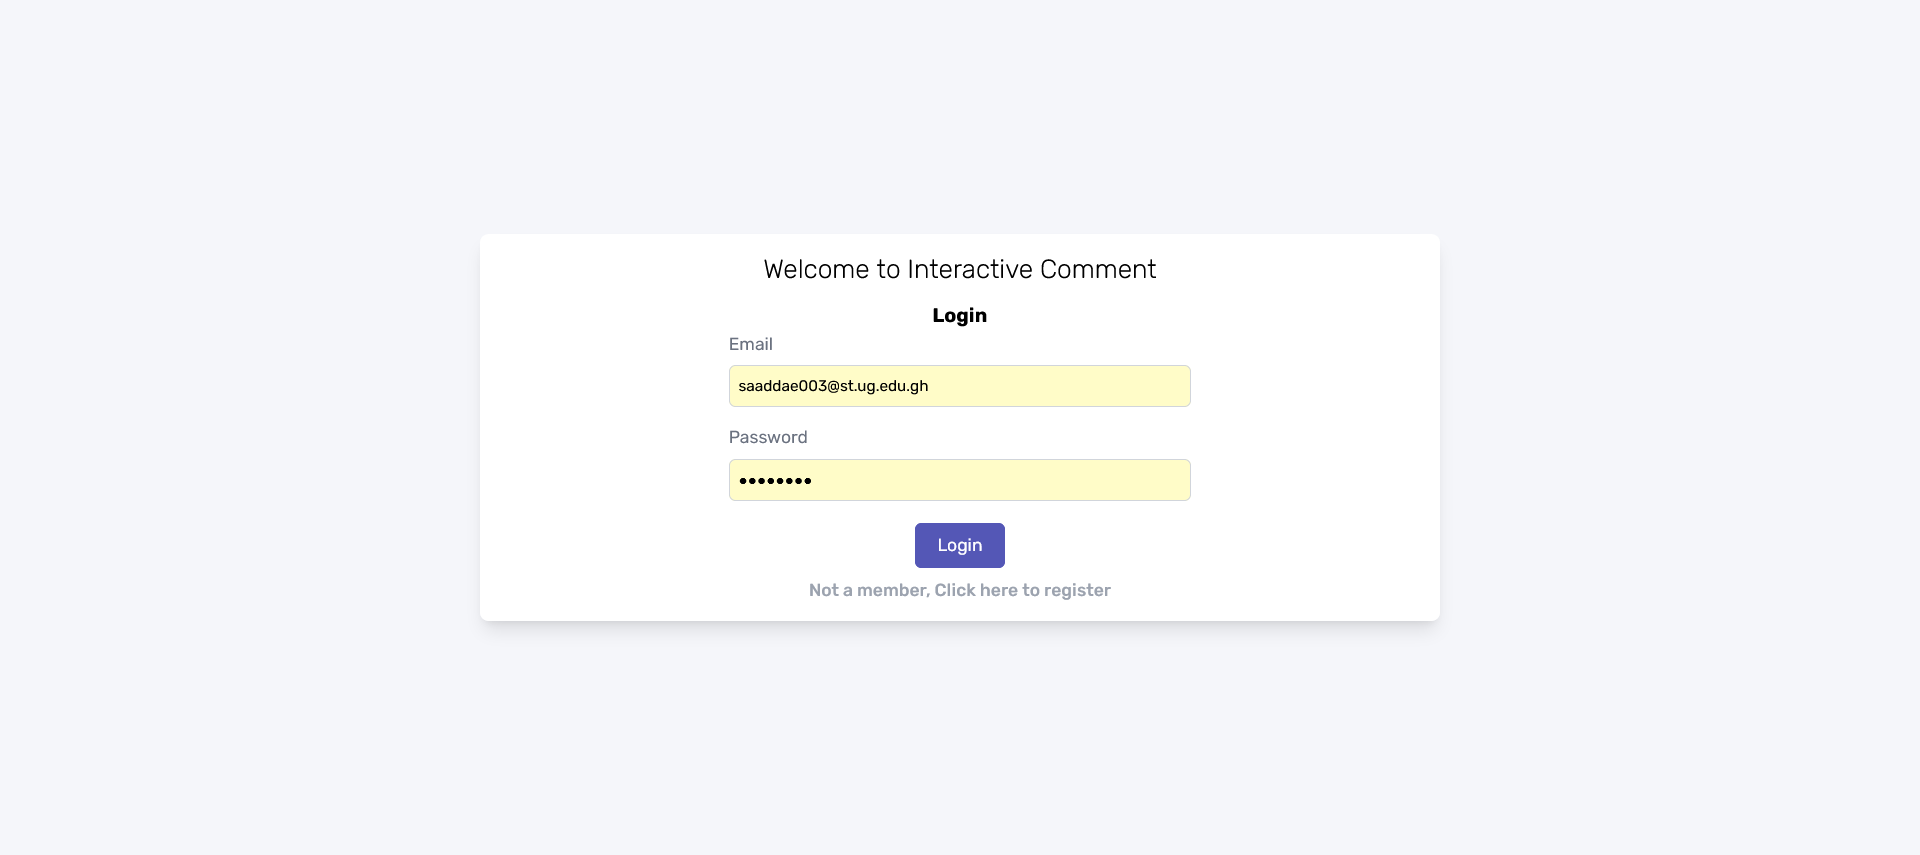 Welcome to Interactive Comment
Login
Email
saaddae003@st.ug.edu.gh
Password
••••••••
Login
Not a member, Click here to register